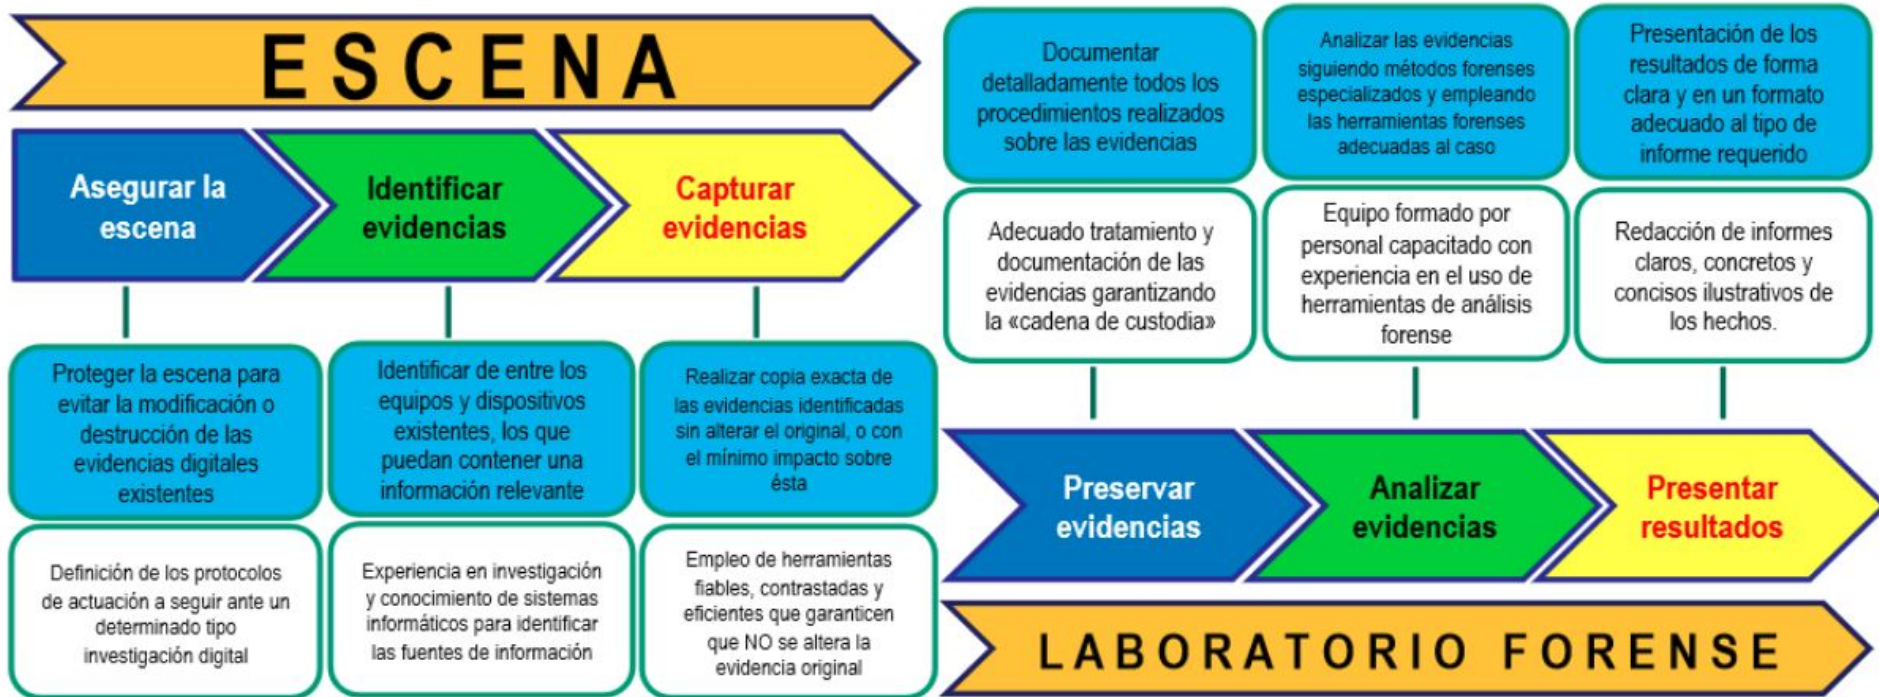 ESCENA
Asegurar la
escena
Identificar
evidencias
Capturar
evidencias
Proteger la escena para
evitar la modificación o
destrucción de las
evidencias digitales
existentes
Identificar de entre los
equipos y dispositivos
existentes, los que
puedan contener una
información relevante
Realizar copia exacta de
las evidencias identificadas
sin alterar el original, o con
el mínimo impacto sobre
ésta
Definición de los protocolos
de actuación a seguir ante un
determinado tipo
investigación digital
Experiencia en investigación
y conocimiento de sistemas
informáticos para identificar
las fuentes de información
Empleo de herramientas
fiables, contrastadas y
eficientes que garanticen
que NO se altera la
evidencia original
Documentar
detalladamente todos los
procedimientos realizados
sobre las evidencias
Analizar las evidencias
siguiendo métodos forenses
especializados y empleando
las herramientas forenses
adecuadas al caso
Presentación de los
resultados de forma
clara y en un formato
adecuado al tipo de
informe requerido
Adecuado tratamiento y
documentación de las
evidencias garantizando
la «cadena de custodia»
Equipo formado por
personal capacitado con
experiencia en el uso de
herramientas de análisis
forense
Redacción de informes
claros, concretos y
concisos ilustrativos de
los hechos.
Preservar
evidencias
Analizar
evidencias
Presentar
resultados
LABORATORIO FORENSE